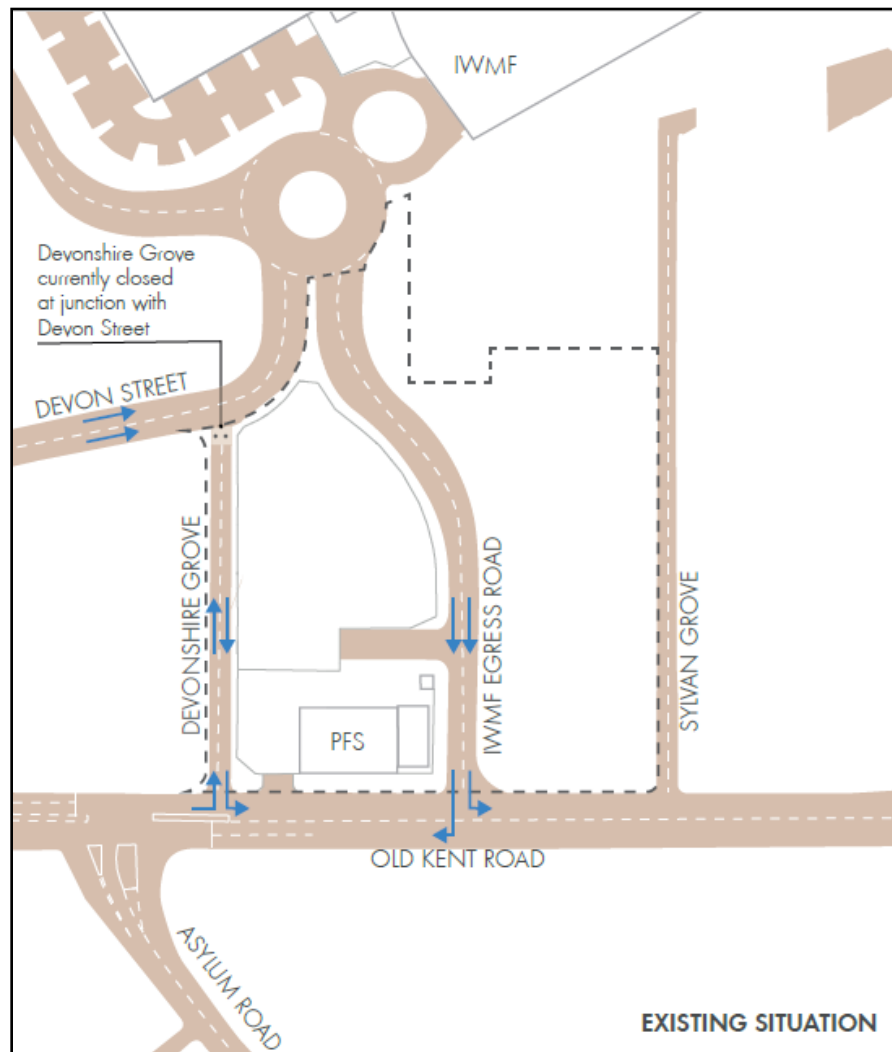 IWMF
Devonshire Grove
currently closed
at junction with
Devon Street
DEVON STREET
DEVONSHIRE GROVE
IWMF EGRESS ROAD
SYLVAN GROVE
PFS
OLD KENT ROAD
ASYLUM ROAD
EXISTING SITUATION